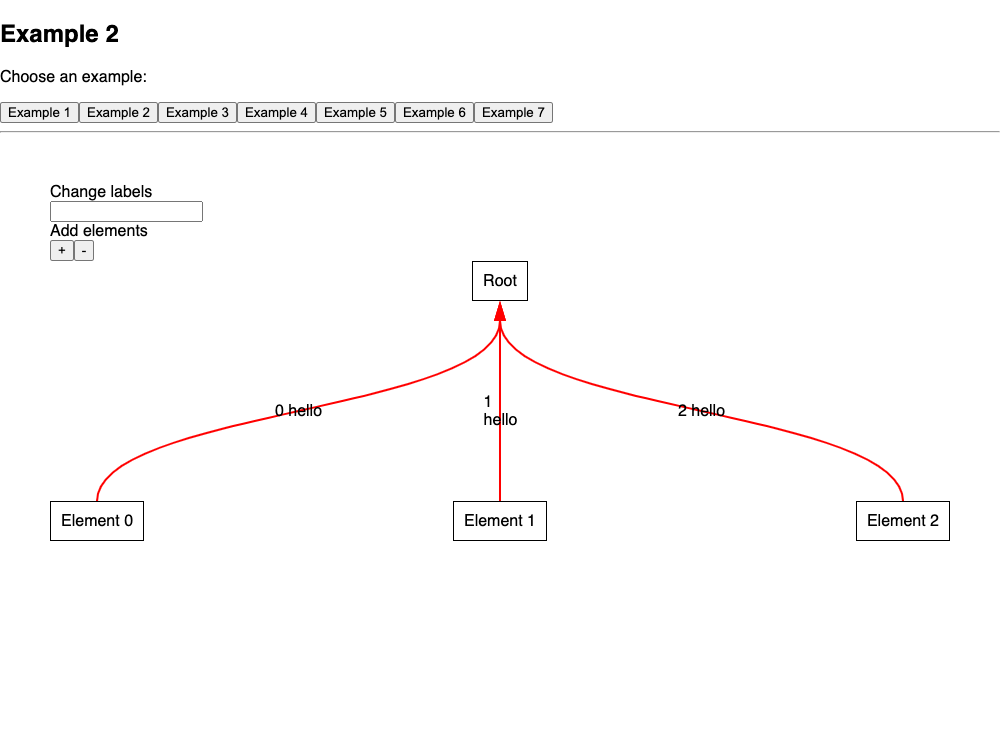 Example 2
Choose an example:
Example 1 Example 2 Example 3 Example 4 Example 5 Example 6 Example 7
Change labels
Add elements
+ -
Root
0 hello
1
hello
2 hello
Element 0 Element 1 Element 2